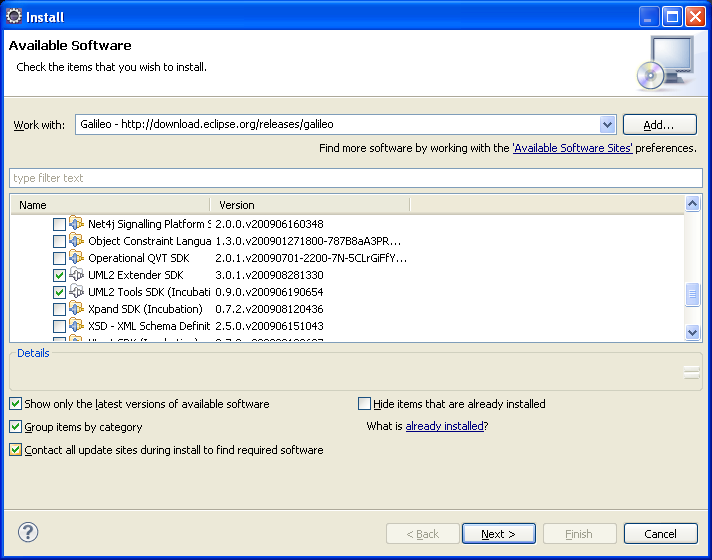 Install
Available Software
Check the items that you wish to install.
Work with: Galileo - http://download.eclipse.org/releases/galileo Add...
Find more software by working with the 'Available Software Sites' preferences.
type filter text
Name Version
Net4j Signalling Platform S 2.0.0.v200906160348
Object Constraint Langua 1.3.0.v200901271800-787B8aA3PR...
Operational QVT SDK 2.0.1.v20090701-2200-7N-5CLrGiFfY...
UML2 Extender SDK 3.0.1.v200908281330
UML2 Tools SDK (Incubati 0.9.0.v200906190654
Xpand SDK (Incubation) 0.7.2.v200908120436
XSD - XML Schema Definit 2.5.0.v200906151043
Details
Show only the latest versions of available software Hide items that are already installed
Group items by category What is already installed?
Contact all update sites during install to find required software
? < Back Next > Finish Cancel